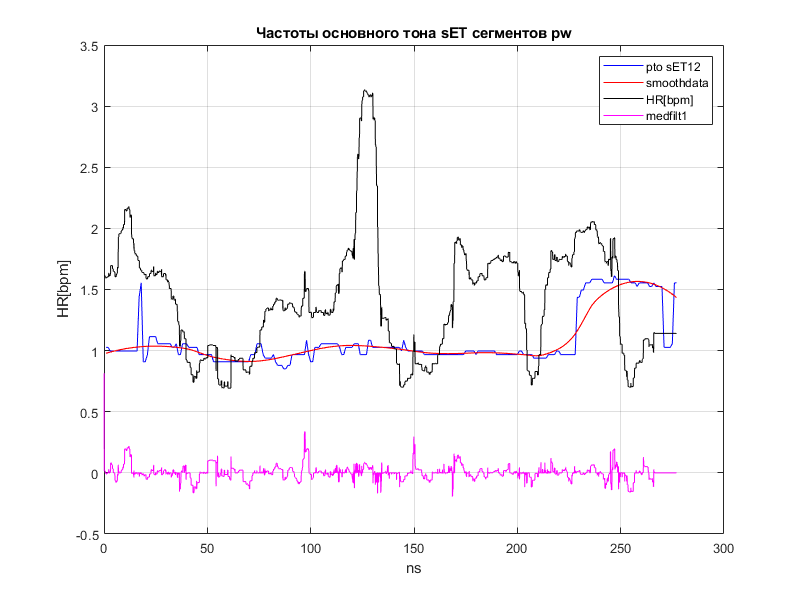 Частоты основного тона sET сегментов pw
pto sET12
smoothdata
HR[bpm]
medfilt1
3.5
3
2.5
2
1.5
1
0.5
0
-0.5
HR[bpm]
0 50 100 150 200 250 300
ns